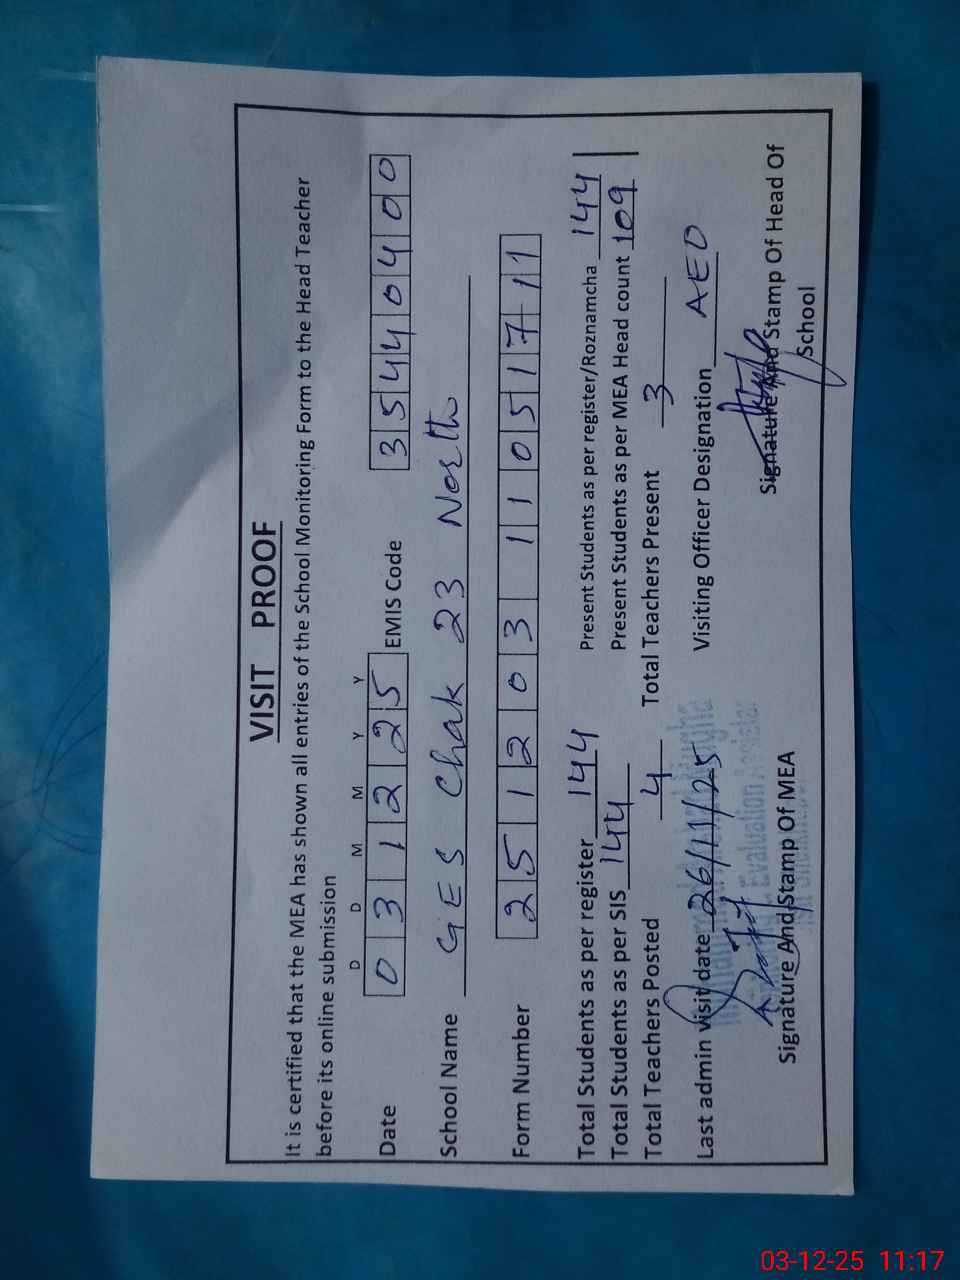 VISIT PROOF
It is certified that the MEA has shown all entries of the School Monitoring Form to the Head Teacher
before its online submission
D D M M Y Y
Date 0 3 1 2 2 5 EMIS Code 3 5 4 4 0 4 0 0
School Name GES Chak 23 North
Form Number 2 5 1 2 0 3 1 1 0 5 1 7 1 1
Total Students as per register 144 Present Students as per register/Roznamcha 144
Total Students as per SIS 144 Present Students as per MEA Head count 109
Total Teachers Posted 4 Total Teachers Present 3
Last admin visit date 26/11/25 Visiting Officer Designation AEO
Evaluation
Signature And Stamp Of MEA Signature And Stamp Of Head Of
School
03-12-25 11:17